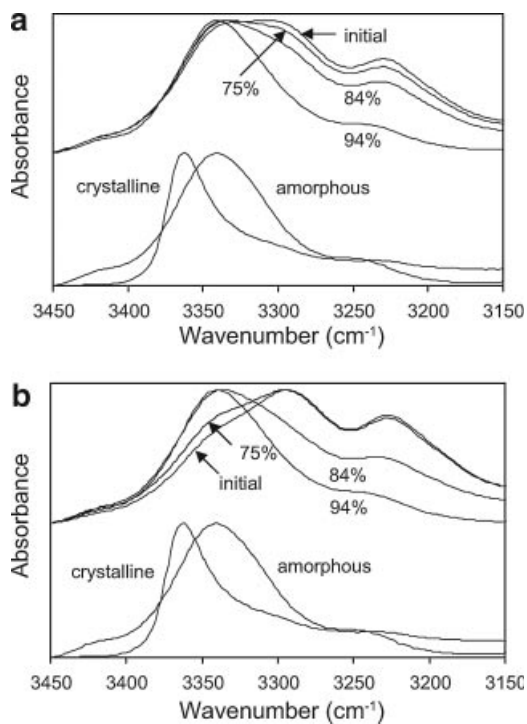 a
initial
75%
84%
94%
crystalline
amorphous
Absorbance
3450 3400 3350 3300 3250 3200 3150
Wavenumber (cm-1)
b
75%
initial
84%
94%
crystalline
amorphous
Absorbance
3450 3400 3350 3300 3250 3200 3150
Wavenumber (cm-1)